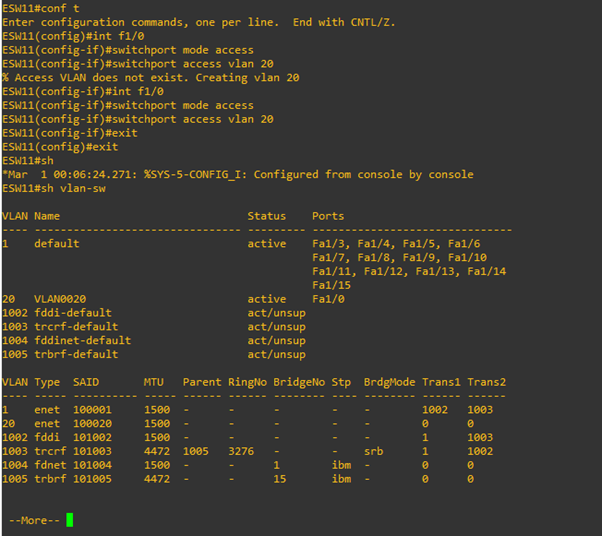 ESW11#conf t
Enter configuration commands, one per line.  End with CNTL/Z.
ESW11(config)#int f1/0
ESW11(config-if)#switchport mode access
ESW11(config-if)#switchport access vlan 20
% Access VLAN does not exist. Creating vlan 20
ESW11(config-if)#int f1/0
ESW11(config-if)#switchport mode access
ESW11(config-if)#switchport access vlan 20
ESW11(config-if)#exit
ESW11(config)#exit
ESW11#sh
*Mar  1 00:06:24.271: %SYS-5-CONFIG_I: Configured from console by console
ESW11#sh vlan-sw
VLAN Name                             Status    Ports
---- -------------------------------- --------- -------------------------------
1    default                          active    Fa1/3, Fa1/4, Fa1/5, Fa1/6
                                                Fa1/7, Fa1/8, Fa1/9, Fa1/10
                                                Fa1/11, Fa1/12, Fa1/13, Fa1/14
                                                Fa1/15
20   VLAN0020                         active    Fa1/0
1002 fddi-default                     act/unsup
1003 trcrf-default                    act/unsup
1004 fddinet-default                  act/unsup
1005 trbrf-default                    act/unsup
VLAN Type  SAID       MTU   Parent RingNo BridgeNo Stp  BrdgMode Trans1 Trans2
---- ----- ---------- ----- ------ ------ -------- ---- -------- ------ ------
1    enet  100001     1500  -      -      -        -    -        1002   1003
20   enet  100020     1500  -      -      -        -    -        0      0
1002 fddi  101002     1500  -      -      -        -    -        1      1003
1003 trcrf 101003     4472  1005   3276   -        -    srb      1      1002
1004 fdnet 101004     1500  -      -      1        ibm  -        0      0
1005 trbrf 101005     4472  -      -      15       ibm  -        0      0
 --More--